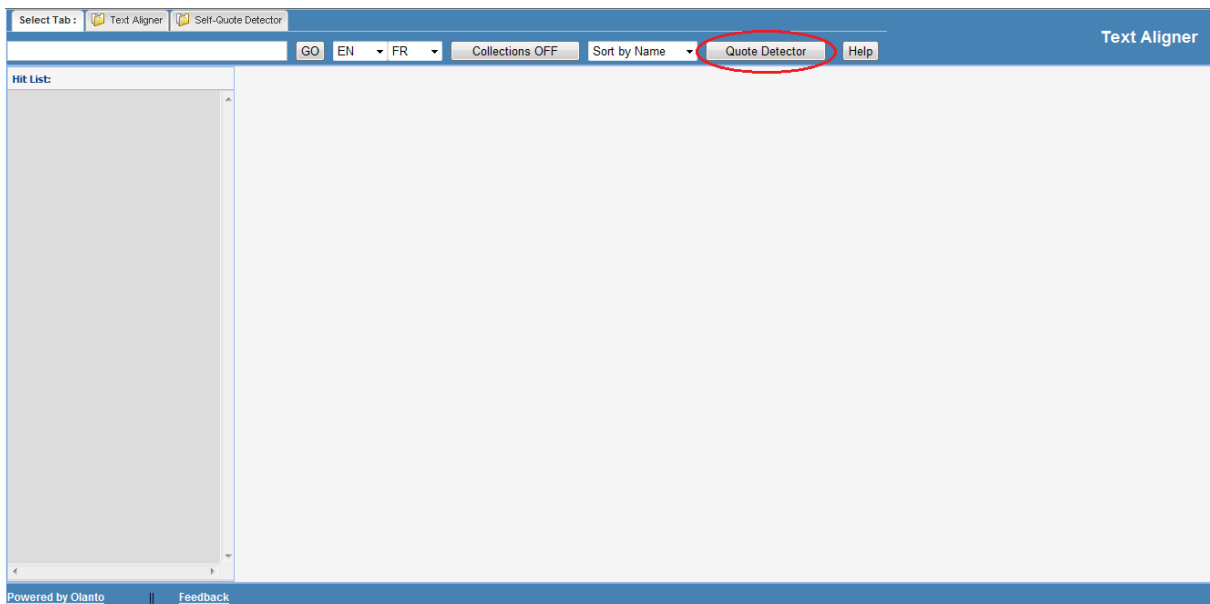 Select Tab : Text Aligner Self-Quote Detector
Text Aligner
GO EN FR Collections OFF Sort by Name Quote Detector Help
Hit List:
Powered by Olanto || Feedback